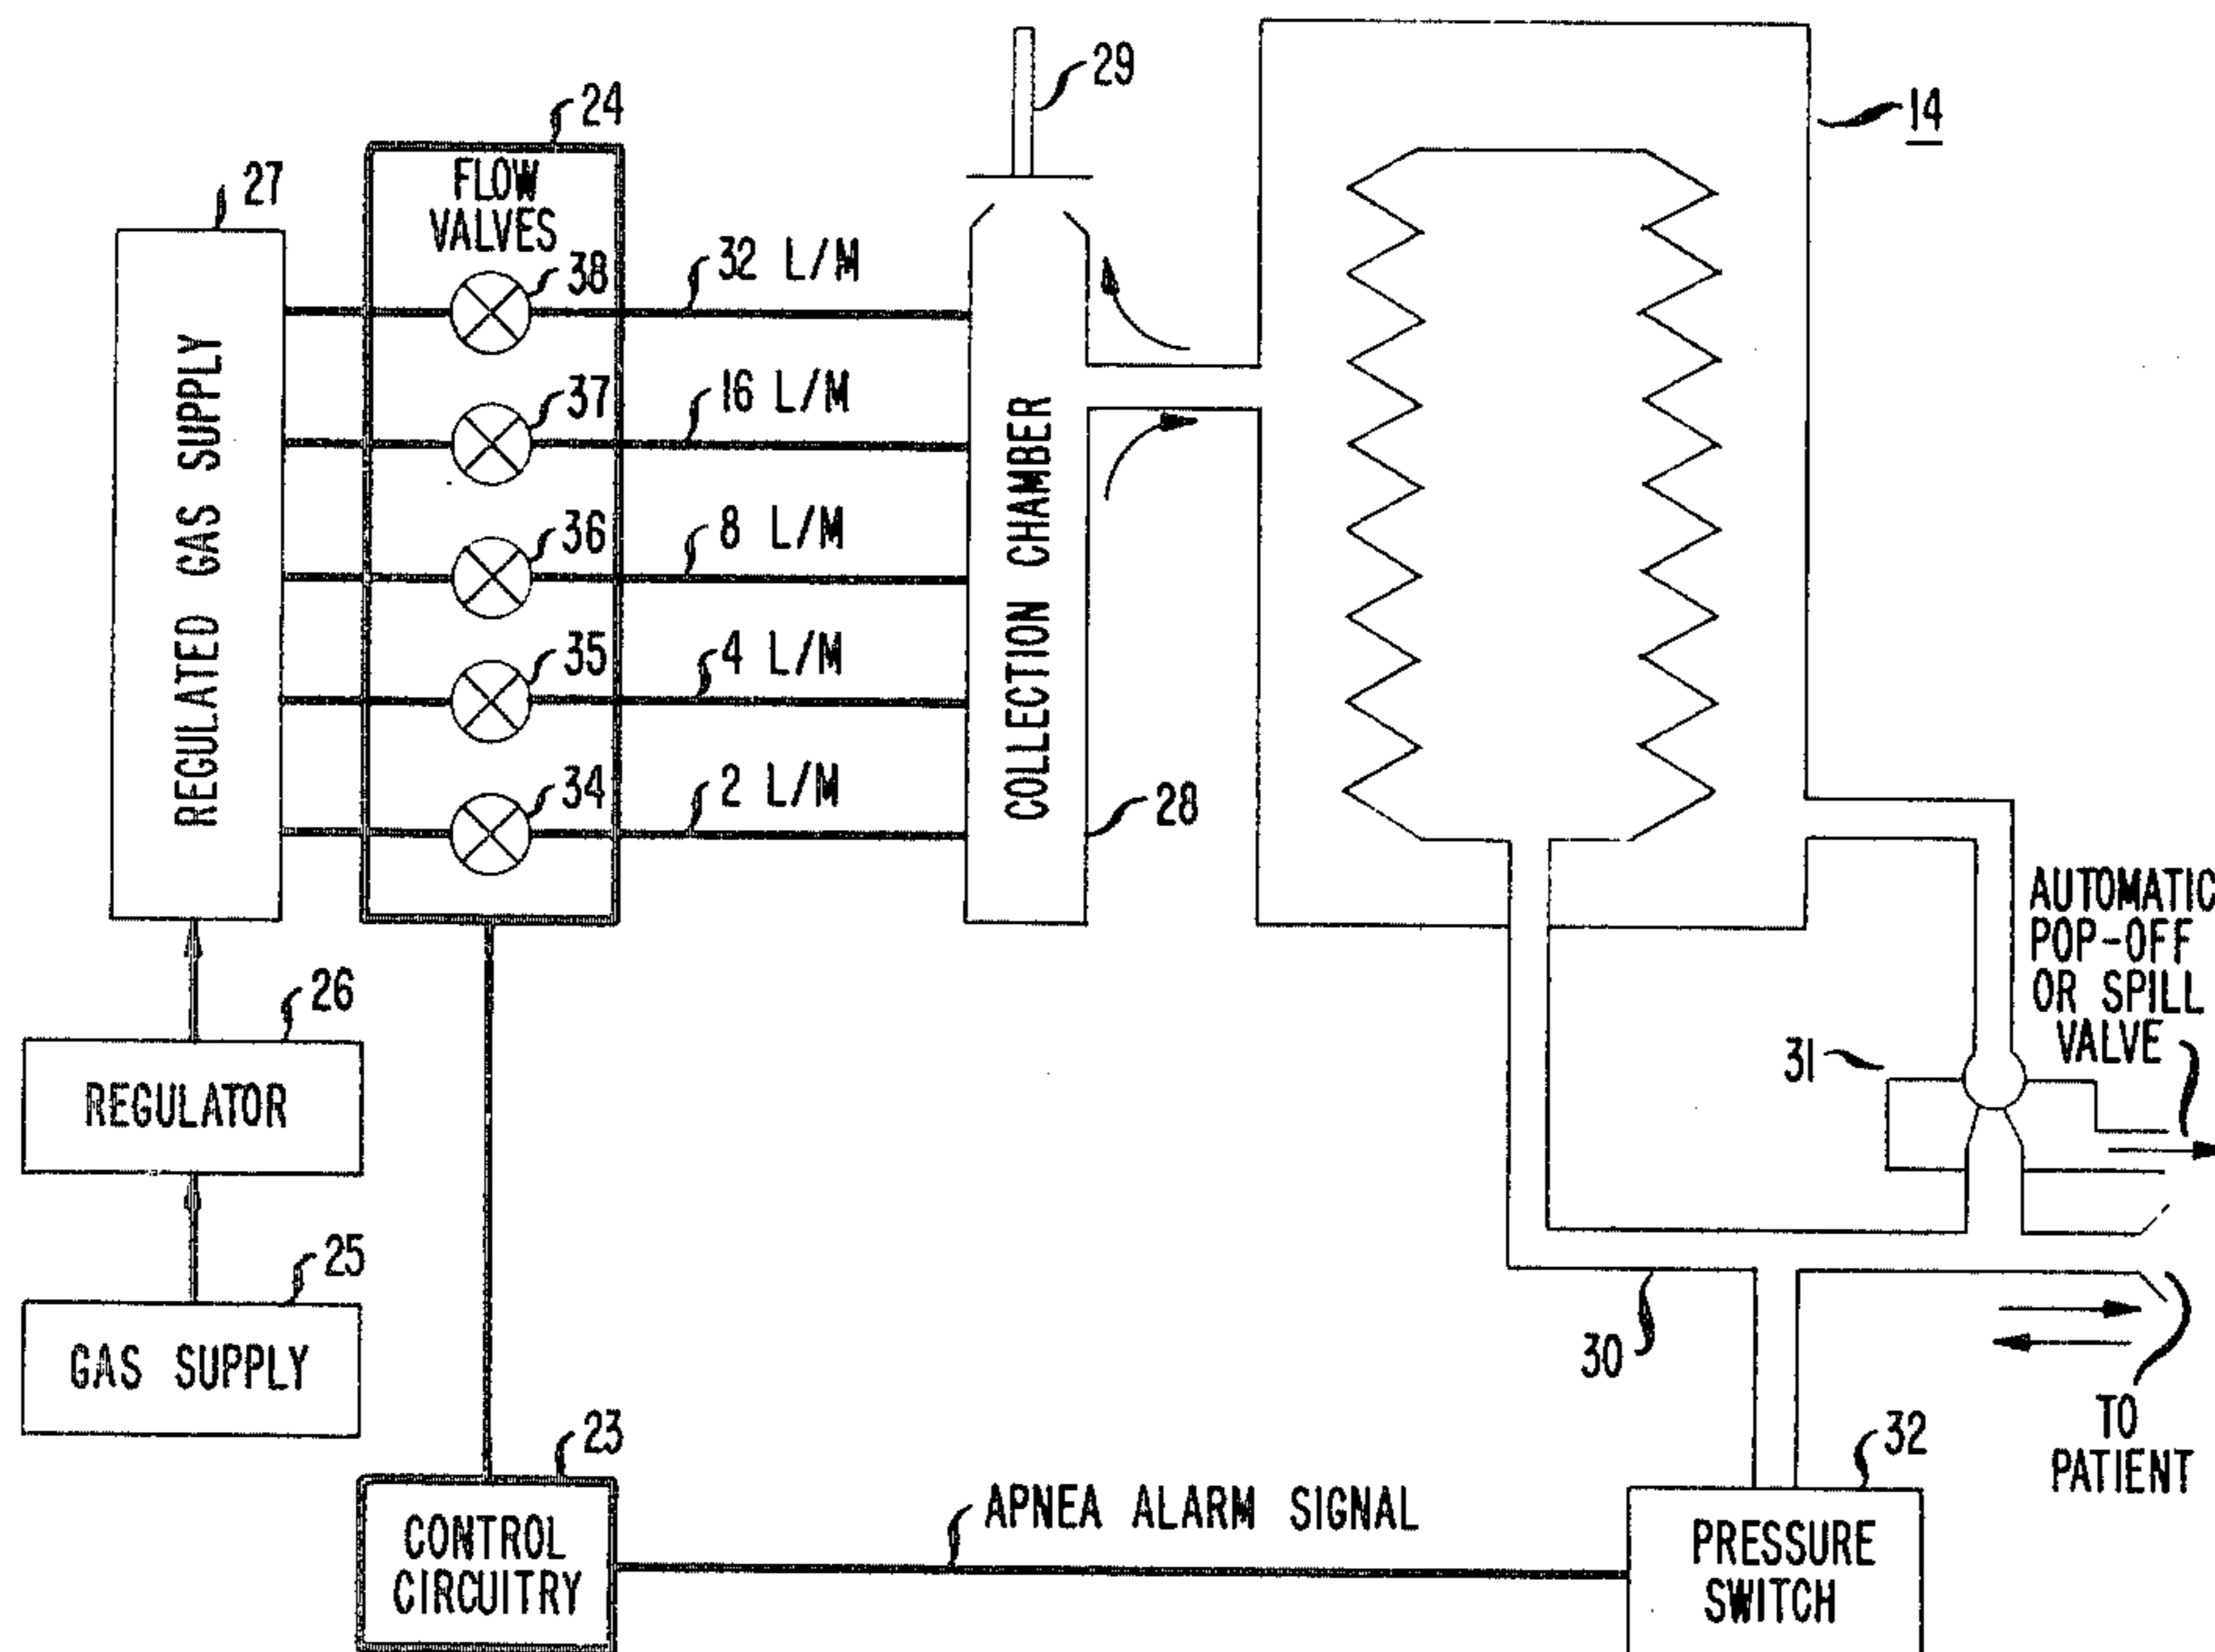 24
FLOW
VALVES
27
REGULATED GAS SUPPLY
38
37
36
35
34
32 L/M
16 L/M
8 L/M
4 L/M
2 L/M
29
14
COLLECTION CHAMBER
28
26
REGULATOR
25
GAS SUPPLY
23
CONTROL
CIRCUITRY
APNEA ALARM SIGNAL
AUTOMATIC
POP-OFF
OR SPILL
VALVE
31
30
TO
PATIENT
32
PRESSURE
SWITCH